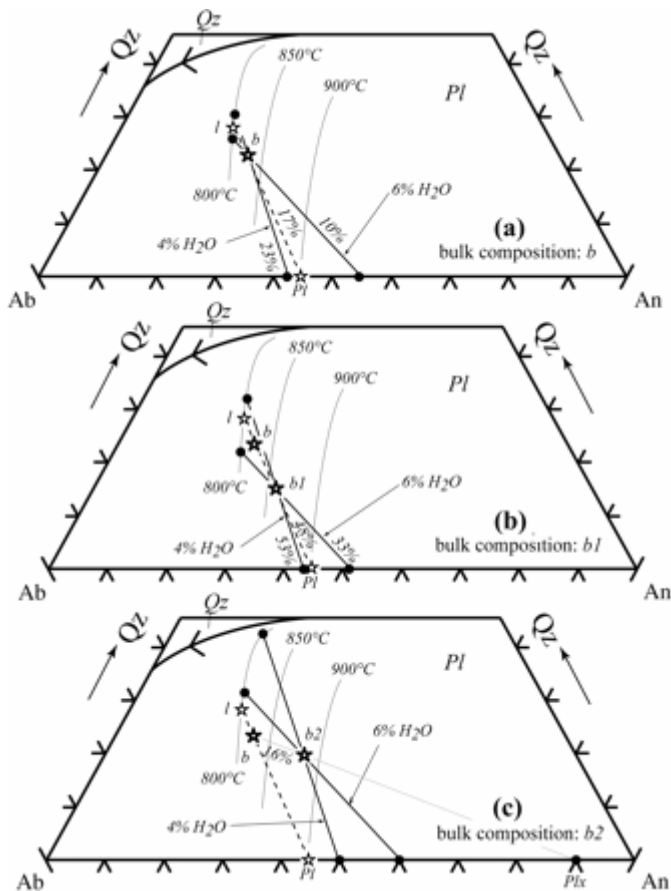 Qz
Qz
850°C
900°C
Pl
Qz
l
b
800°C
17%
10%
6% H2O
4% H2O
23%
(a)
bulk composition: b
Ab
Pl
An
Qz
Qz
850°C
900°C
Pl
Qz
l
b
800°C
b1
6% H2O
4% H2O
33%
33%
(b)
bulk composition: b1
Ab
Pl
An
Qz
Qz
850°C
900°C
Pl
Qz
l
b
b2
16%
800°C
6% H2O
4% H2O
(c)
bulk composition: b2
Ab
Pl
Plx
An